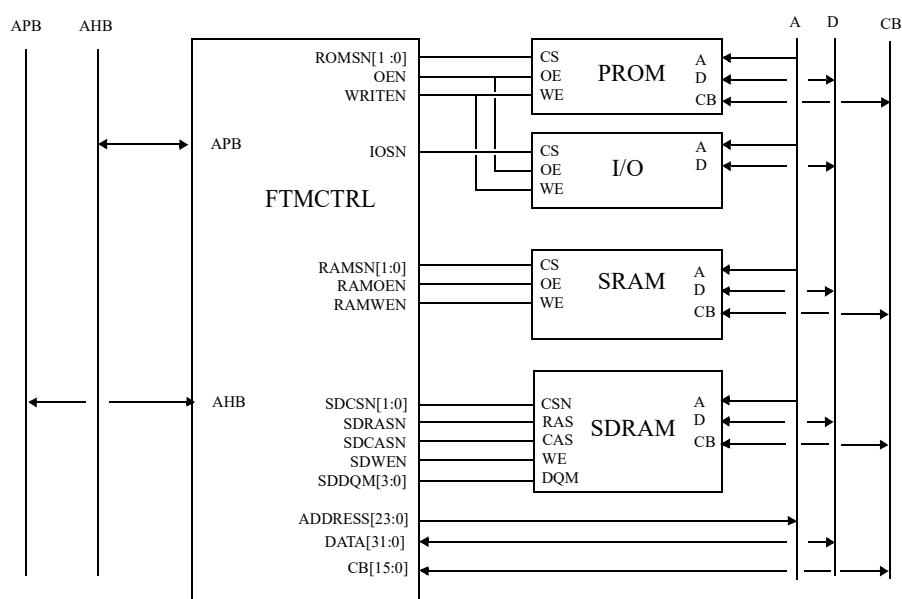 APB AHB A D CB
ROMSN[1 :0] CS PROM A
OEN OE D
WRITEN WE CB
APB IOSN CS I/O A
OE D
WE
FTMCTRL
RAMSN[1:0] CS SRAM A
RAMOEN OE D
RAMWEN WE CB
AHB SDCSN[1:0] CSN SDRAM A
SDRASN RAS D
SDCASN CAS CB
SDWEN WE
SDDQM[3:0] DQM
ADDRESS[23:0]
DATA[31:0]
CB[15:0]